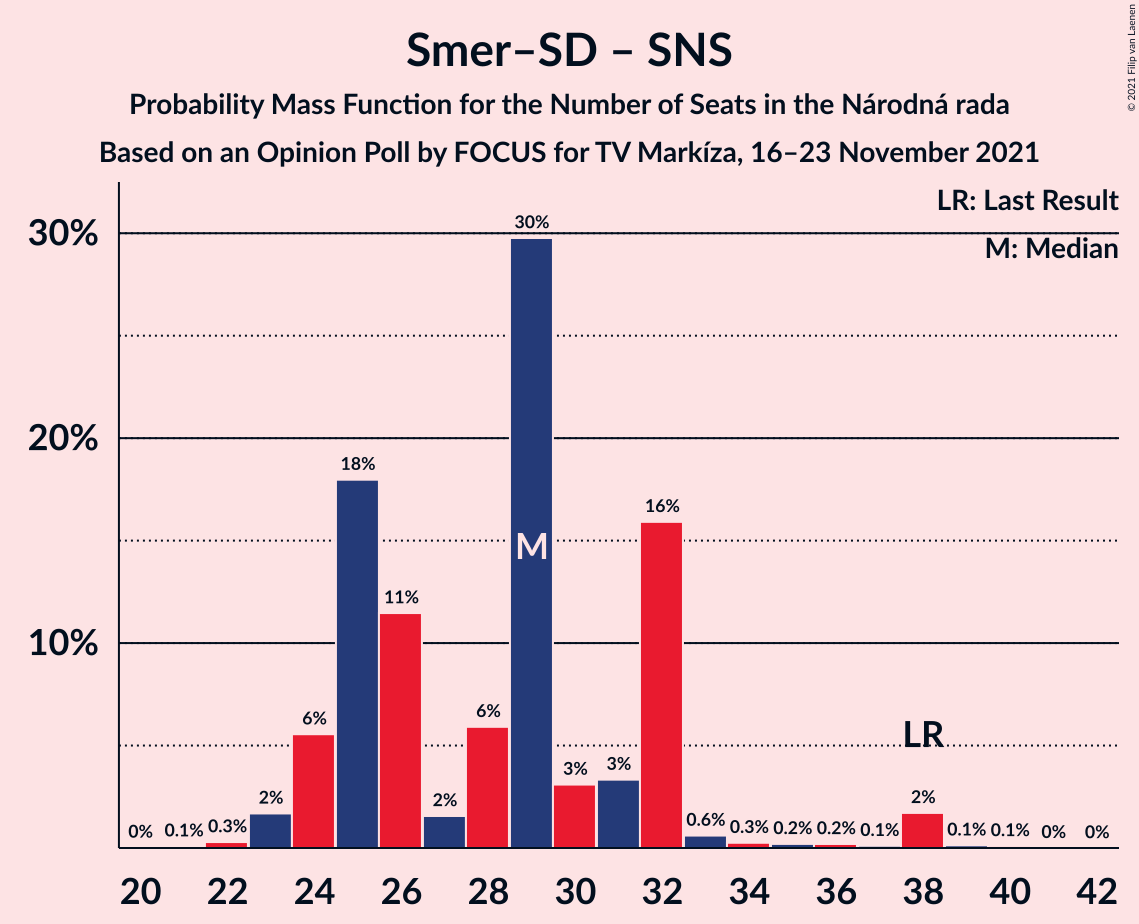 Smer–SD – SNS
Probability Mass Function for the Number of Seats in the Národná rada
Based on an Opinion Poll by FOCUS for TV Markíza, 16–23 November 2021
© 2021 Filip van Laenen
LR: Last Result
M: Median
30%
20%
10%
0%
0.1%
0.3%
2%
6%
18%
11%
2%
6%
30%
M
3%
3%
16%
0.6%
0.3%
0.2%
0.2%
0.1%
LR
2%
0.1%
0.1%
0%
0%
20 22 24 26 28 30 32 34 36 38 40 42